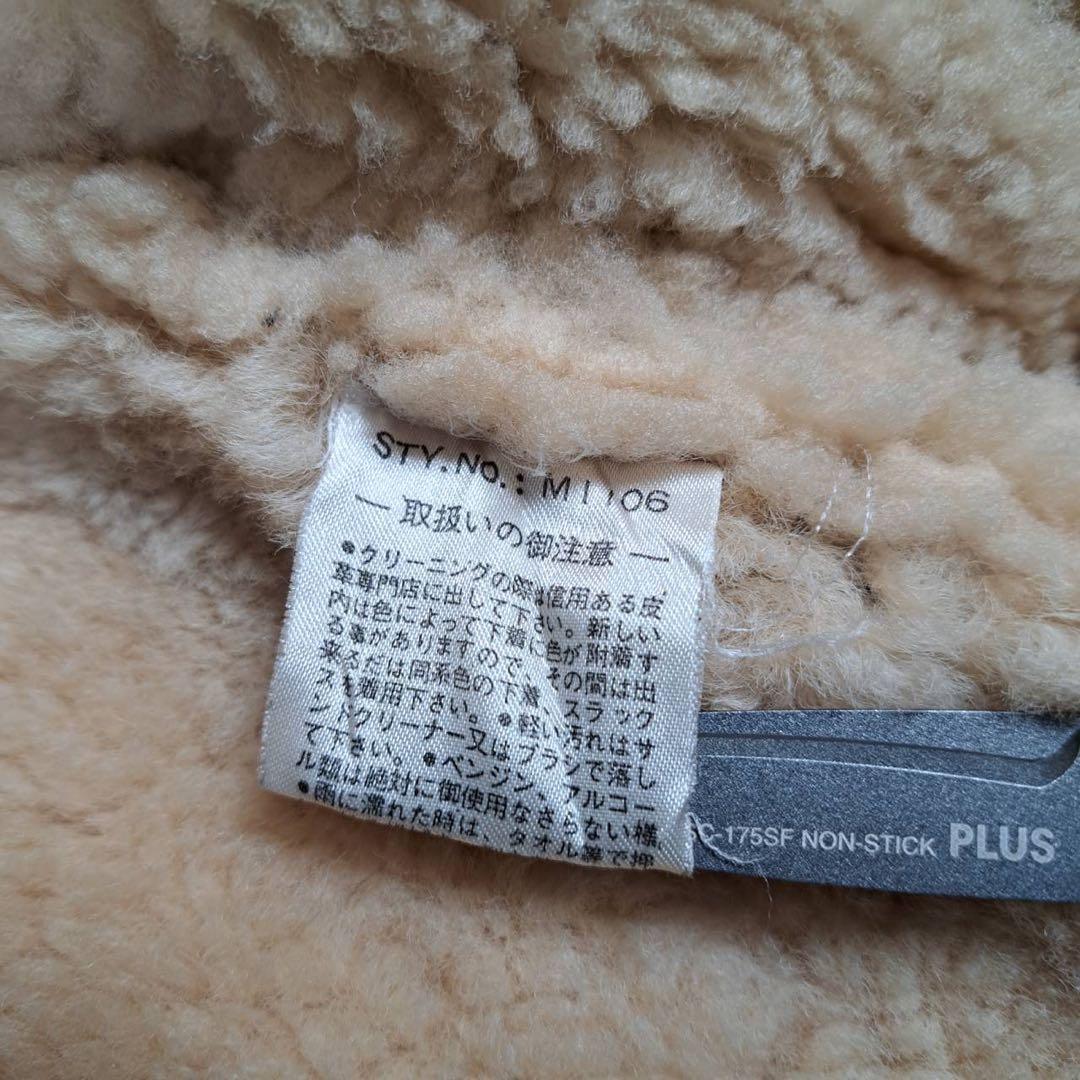 STY.NO.: M1706
— 取扱いの御注意 —
●クリーニングの際は信用ある皮
革専門店に出して下さい。新しい
内は色によって下着に色が附着す
る事がありますので、その間は出
来るだは同系色の下着、スラック
スを着用下さい。●軽い汚れはサ
ンドクリーナー又はブラシで落し
て下さい。●ベンジン、アルコー
ル類は絶対に御使用なさらない様
●雨に濡れた時は、タオル等で押
SC-175SF NON-STICK PLUS